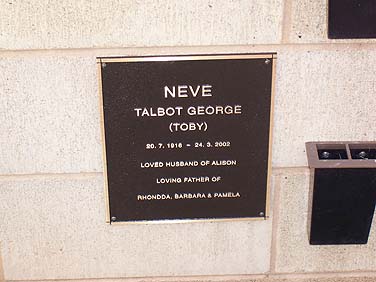 NEVE
TALBOT GEORGE
(TOBY)
20. 7. 1916 ~ 24. 3. 2002
LOVED HUSBAND OF ALISON
LOVING FATHER OF
RHONDDA, BARBARA & PAMELA